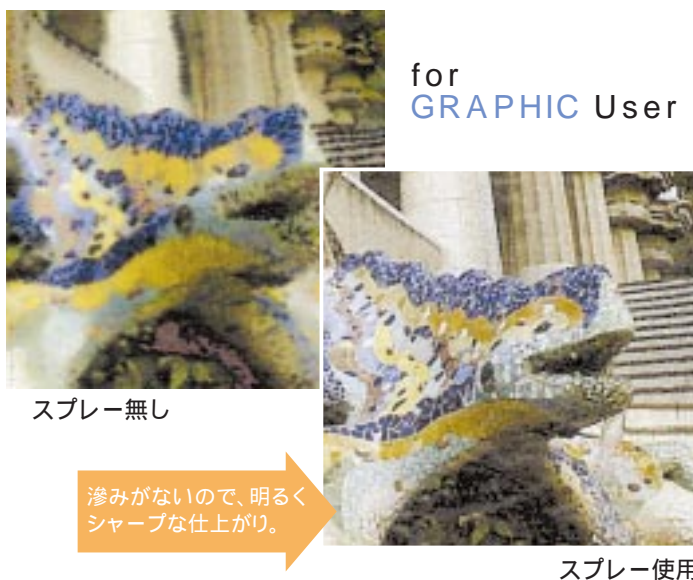 for
GRAPHIC User
スプレー無し
滲みがないので、明るく
シャープな仕上がり。
スプレー使用